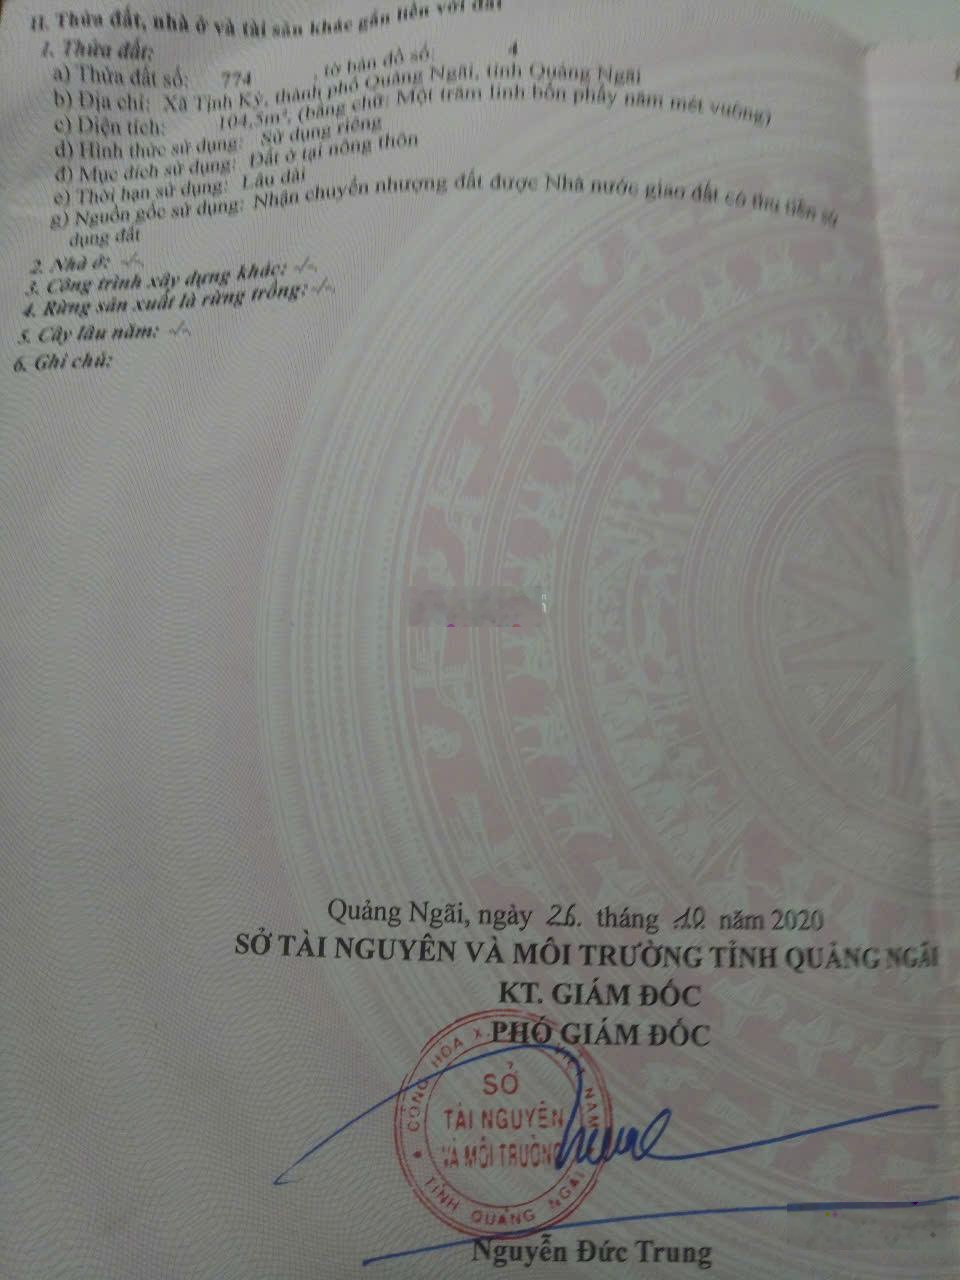 II. Thửa đất, nhà ở và tài sản khác gắn liền với đất
1. Thửa đất:
a) Thửa đất số: 774 , tờ bản đồ số: 4
b) Địa chỉ: Xã Tịnh Kỳ, thành phố Quảng Ngãi, tỉnh Quảng Ngãi
c) Diện tích: 104,5m², (bằng chữ: Một trăm linh bốn phẩy năm mét vuông)
d) Hình thức sử dụng: Sử dụng riêng
đ) Mục đích sử dụng: Đất ở tại nông thôn
e) Thời hạn sử dụng: Lâu dài
g) Nguồn gốc sử dụng: Nhận chuyển nhượng đất được Nhà nước giao đất có thu tiền sử
dụng đất
2. Nhà ở: -/-
3. Công trình xây dựng khác: -/-
4. Rừng sản xuất là rừng trồng: -/-
5. Cây lâu năm: -/-
6. Ghi chú:
Quảng Ngãi, ngày 26. tháng .10 năm 2020
SỞ TÀI NGUYÊN VÀ MÔI TRƯỜNG TỈNH QUẢNG NGÃI
KT. GIÁM ĐỐC
PHÓ GIÁM ĐỐC
CỘNG HÒA X. VIỆT NAM
SỞ
TÀI NGUYÊN
VÀ MÔI TRƯỜNG
TỈNH QUẢNG NGÃI
Nguyễn Đức Trung